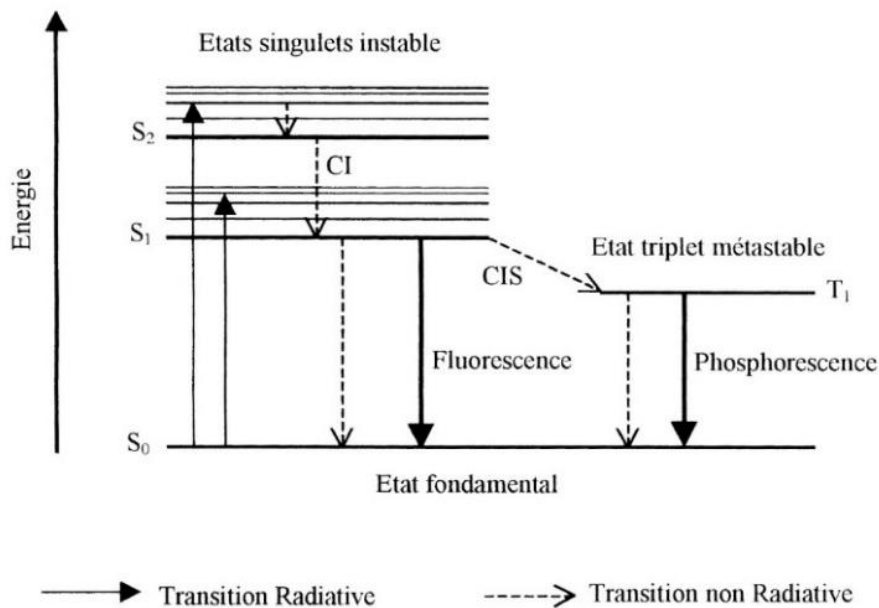 Etats singulets instable
S₂
CI
Energie
S₁
Etat triplet métastable
CIS
T₁
Fluorescence
Phosphorescence
S₀
Etat fondamental
Transition Radiative
Transition non Radiative